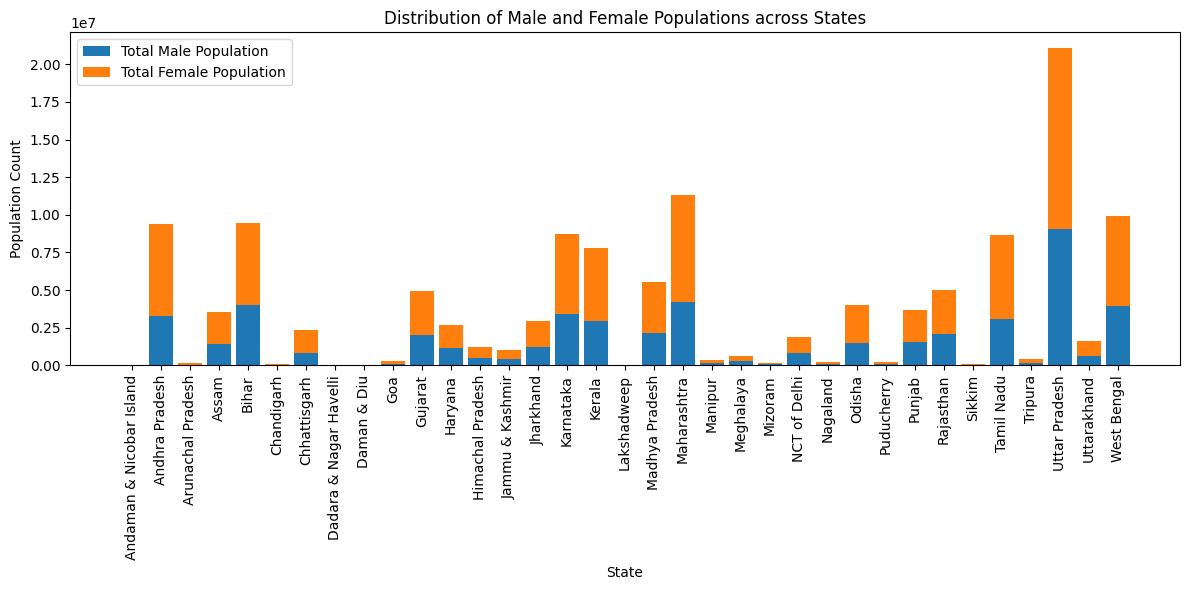 Distribution of Male and Female Populations across States
1e7
Total Male Population
Total Female Population
2.00
1.75
1.50
1.25
1.00
0.75
0.50
0.25
0.00
Population Count
Andaman & Nicobar Island
Andhra Pradesh
Arunachal Pradesh
Assam
Bihar
Chandigarh
Chhattisgarh
Dadara & Nagar Havelli
Daman & Diu
Goa
Gujarat
Haryana
Himachal Pradesh
Jammu & Kashmir
Jharkhand
Karnataka
Kerala
Lakshadweep
Madhya Pradesh
Maharashtra
Manipur
Meghalaya
Mizoram
NCT of Delhi
Nagaland
Odisha
Puducherry
Punjab
Rajasthan
Sikkim
Tamil Nadu
Tripura
Uttar Pradesh
Uttarakhand
West Bengal
State